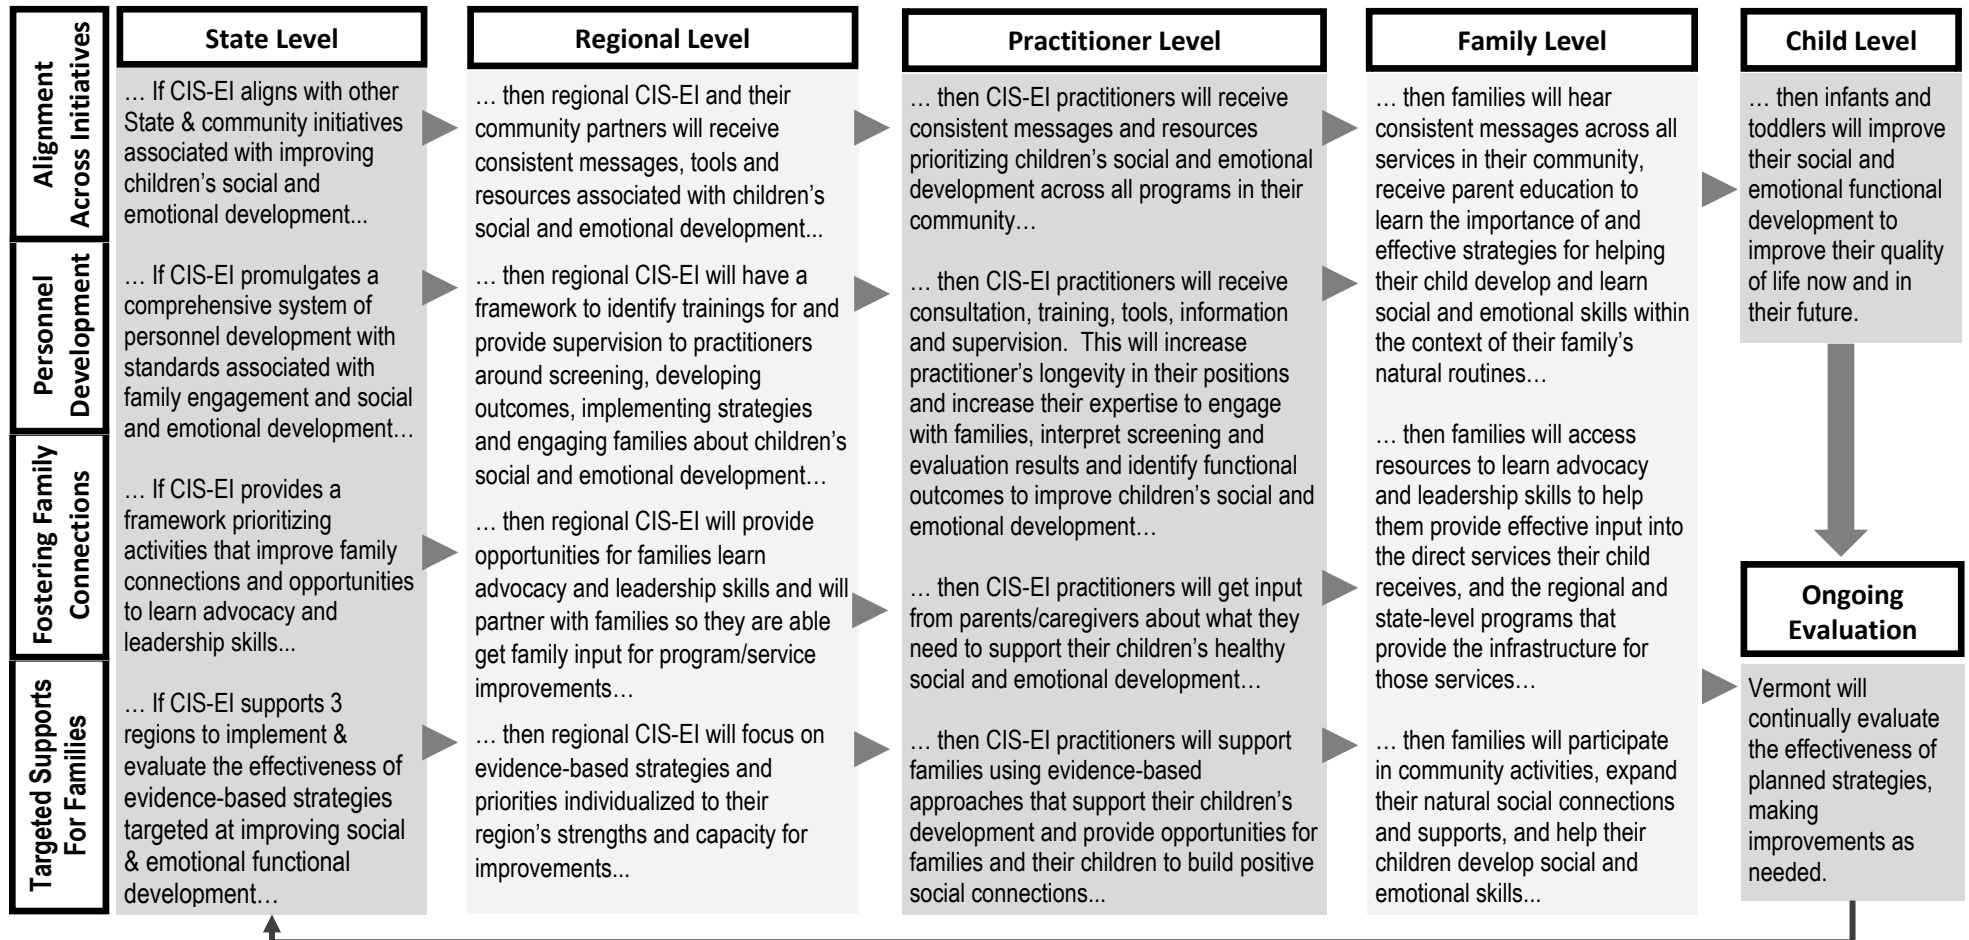 Alignment
Across Initiatives
Personnel
Development
Fostering Family
Connections
Targeted Supports
For Families
State Level
… If CIS-EI aligns with other
State & community initiatives
associated with improving
children’s social and
emotional development...
… If CIS-EI promulgates a
comprehensive system of
personnel development with
standards associated with
family engagement and social
and emotional development…
… If CIS-EI provides a
framework prioritizing
activities that improve family
connections and opportunities
to learn advocacy and
leadership skills...
… If CIS-EI supports 3
regions to implement &
evaluate the effectiveness of
evidence-based strategies
targeted at improving social
& emotional functional
development…
Regional Level
… then regional CIS-EI and their
community partners will receive
consistent messages, tools and
resources associated with children’s
social and emotional development...
… then regional CIS-EI will have a
framework to identify trainings for and
provide supervision to practitioners
around screening, developing
outcomes, implementing strategies
and engaging families about children’s
social and emotional development…
… then regional CIS-EI will provide
opportunities for families learn
advocacy and leadership skills and will
partner with families so they are able
get family input for program/service
improvements…
… then regional CIS-EI will focus on
evidence-based strategies and
priorities individualized to their
region’s strengths and capacity for
improvements...
Practitioner Level
… then CIS-EI practitioners will receive
consistent messages and resources
prioritizing children’s social and emotional
development across all programs in their
community…
… then CIS-EI practitioners will receive
consultation, training, tools, information
and supervision.  This will increase
practitioner’s longevity in their positions
and increase their expertise to engage
with families, interpret screening and
evaluation results and identify functional
outcomes to improve children’s social and
emotional development…
… then CIS-EI practitioners will get input
from parents/caregivers about what they
need to support their children’s healthy
social and emotional development…
… then CIS-EI practitioners will support
families using evidence-based
approaches that support their children’s
development and provide opportunities for
families and their children to build positive
social connections...
Family Level
… then families will hear
consistent messages across all
services in their community,
receive parent education to
learn the importance of and
effective strategies for helping
their child develop and learn
social and emotional skills within
the context of their family’s
natural routines…
… then families will access
resources to learn advocacy
and leadership skills to help
them provide effective input into
the direct services their child
receives, and the regional and
state-level programs that
provide the infrastructure for
those services…
… then families will participate
in community activities, expand
their natural social connections
and supports, and help their
children develop social and
emotional skills...
Child Level
… then infants and
toddlers will improve
their social and
emotional functional
development to
improve their quality
of life now and in
their future.
Ongoing
Evaluation
Vermont will
continually evaluate
the effectiveness of
planned strategies,
making
improvements as
needed.